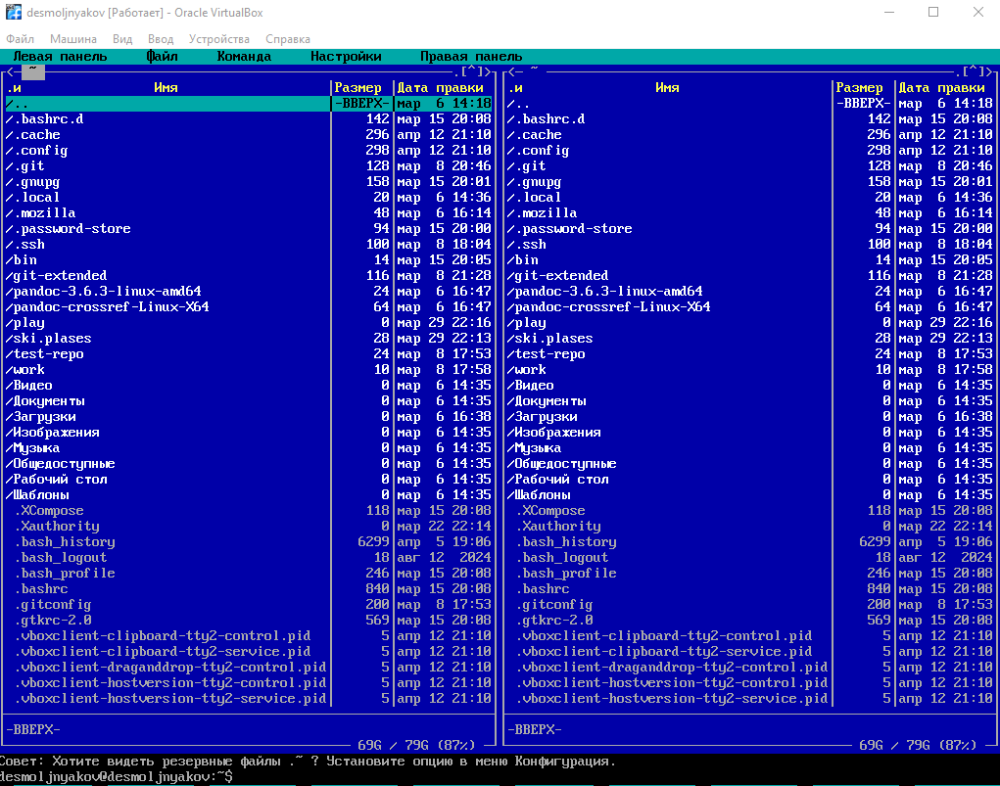 desmoljnyakov [Работает] - Oracle VirtualBox
Файл Машина Вид Ввод Устройства Справка
Левая панель Файл Команда Настройки Правая панель
<- ~ .[^]> <- ~ .[^]>
.и Имя Размер Дата правки .и Имя Размер Дата правки
/.. -ВВЕРХ- мар 6 14:18 /.. -ВВЕРХ- мар 6 14:18
/.bashrc.d 142 мар 15 20:08 /.bashrc.d 142 мар 15 20:08
/.cache 296 апр 12 21:10 /.cache 296 апр 12 21:10
/.config 298 апр 12 21:10 /.config 298 апр 12 21:10
/.git 128 мар 8 20:46 /.git 128 мар 8 20:46
/.gnupg 158 мар 15 20:01 /.gnupg 158 мар 15 20:01
/.local 20 мар 6 14:36 /.local 20 мар 6 14:36
/.mozilla 48 мар 6 16:14 /.mozilla 48 мар 6 16:14
/.password-store 94 мар 15 20:00 /.password-store 94 мар 15 20:00
/.ssh 100 мар 8 18:04 /.ssh 100 мар 8 18:04
/bin 14 мар 15 20:05 /bin 14 мар 15 20:05
/git-extended 116 мар 8 21:28 /git-extended 116 мар 8 21:28
/pandoc-3.6.3-linux-amd64 24 мар 6 16:47 /pandoc-3.6.3-linux-amd64 24 мар 6 16:47
/pandoc-crossref-Linux-X64 64 мар 6 16:47 /pandoc-crossref-Linux-X64 64 мар 6 16:47
/play 0 мар 29 22:16 /play 0 мар 29 22:16
/ski.plases 28 мар 29 22:13 /ski.plases 28 мар 29 22:13
/test-repo 24 мар 8 17:53 /test-repo 24 мар 8 17:53
/work 10 мар 8 17:58 /work 10 мар 8 17:58
/Видео 0 мар 6 14:35 /Видео 0 мар 6 14:35
/Документы 0 мар 6 14:35 /Документы 0 мар 6 14:35
/Загрузки 0 мар 6 16:38 /Загрузки 0 мар 6 16:38
/Изображения 0 мар 6 14:35 /Изображения 0 мар 6 14:35
/Музыка 0 мар 6 14:35 /Музыка 0 мар 6 14:35
/Общедоступные 0 мар 6 14:35 /Общедоступные 0 мар 6 14:35
/Рабочий стол 0 мар 6 14:35 /Рабочий стол 0 мар 6 14:35
/Шаблоны 0 мар 6 14:35 /Шаблоны 0 мар 6 14:35
.XCompose 118 мар 15 20:08 .XCompose 118 мар 15 20:08
.Xauthority 0 мар 22 22:14 .Xauthority 0 мар 22 22:14
.bash_history 6299 апр 5 19:06 .bash_history 6299 апр 5 19:06
.bash_logout 18 авг 12 2024 .bash_logout 18 авг 12 2024
.bash_profile 246 мар 15 20:08 .bash_profile 246 мар 15 20:08
.bashrc 840 мар 15 20:08 .bashrc 840 мар 15 20:08
.gitconfig 200 мар 8 17:53 .gitconfig 200 мар 8 17:53
.gtkrc-2.0 569 мар 15 20:08 .gtkrc-2.0 569 мар 15 20:08
.vboxclient-clipboard-tty2-control.pid 5 апр 12 21:10 .vboxclient-clipboard-tty2-control.pid 5 апр 12 21:10
.vboxclient-clipboard-tty2-service.pid 5 апр 12 21:10 .vboxclient-clipboard-tty2-service.pid 5 апр 12 21:10
.vboxclient-draganddrop-tty2-control.pid 5 апр 12 21:10 .vboxclient-draganddrop-tty2-control.pid 5 апр 12 21:10
.vboxclient-hostversion-tty2-control.pid 5 апр 12 21:10 .vboxclient-hostversion-tty2-control.pid 5 апр 12 21:10
.vboxclient-hostversion-tty2-service.pid 5 апр 12 21:10 .vboxclient-hostversion-tty2-service.pid 5 апр 12 21:10
-ВВЕРХ- -ВВЕРХ-
69G / 79G (87%) 69G / 79G (87%)
Совет: Хотите видеть резервные файлы .~ ? Установите опцию в меню Конфигурация.
desmoljnyakov@desmoljnyakov:~$